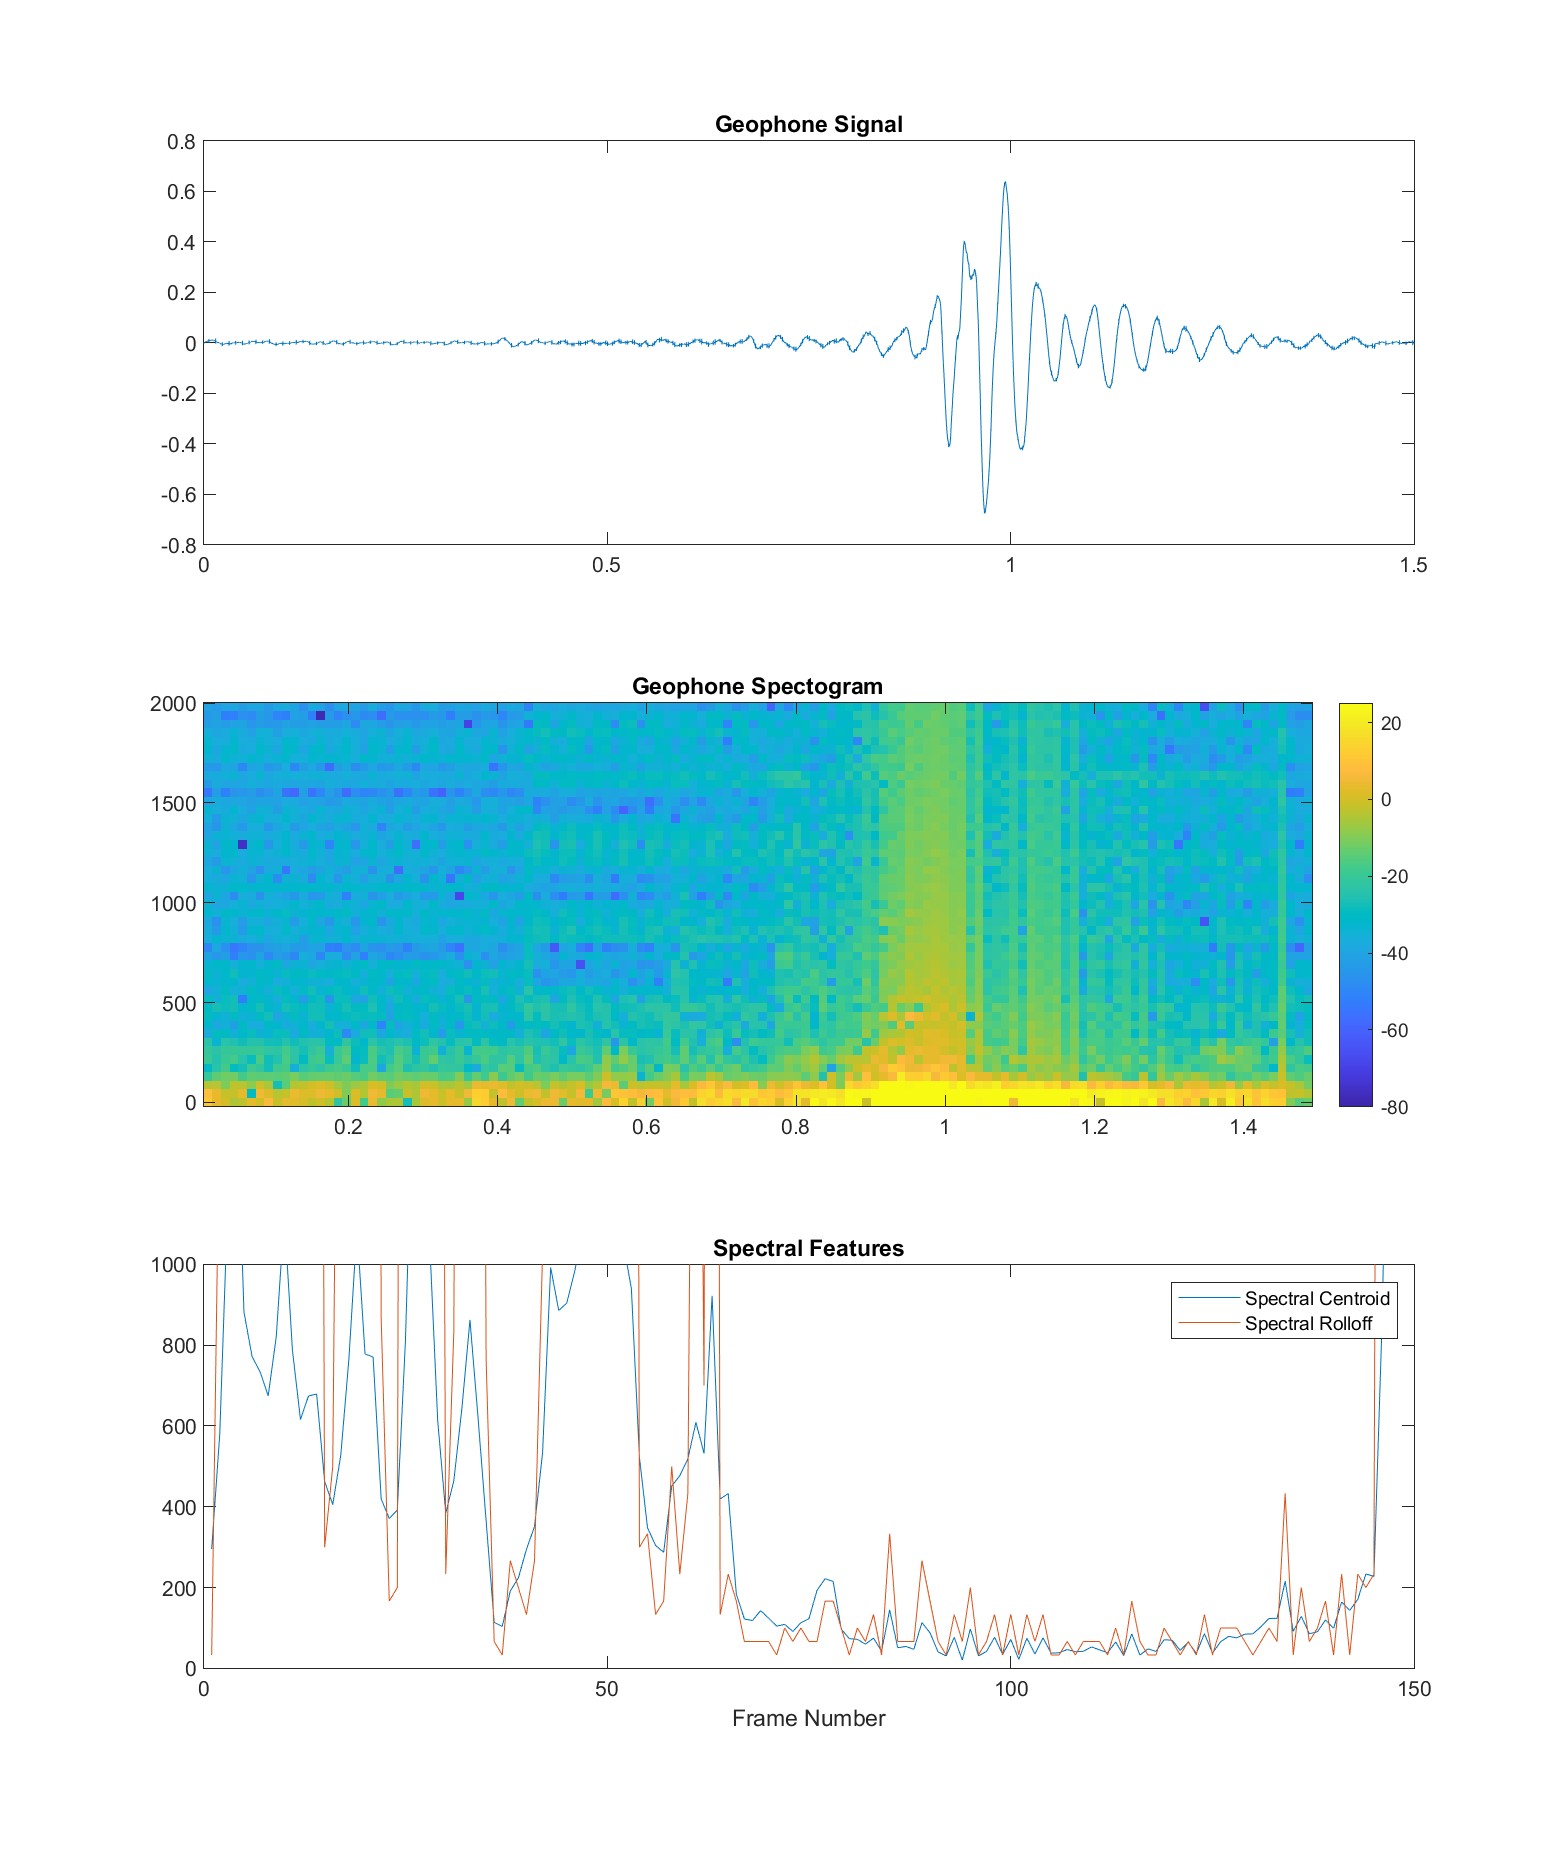 Geophone Signal
0.8
0.6
0.4
0.2
0
-0.2
-0.4
-0.6
-0.8
0 0.5 1 1.5
Geophone Spectogram
2000
1500
1000
500
0
0.2 0.4 0.6 0.8 1 1.2 1.4
20
0
-20
-40
-60
-80
Spectral Features
1000
800
600
400
200
0
Spectral Centroid
Spectral Rolloff
0 50 100 150
Frame Number